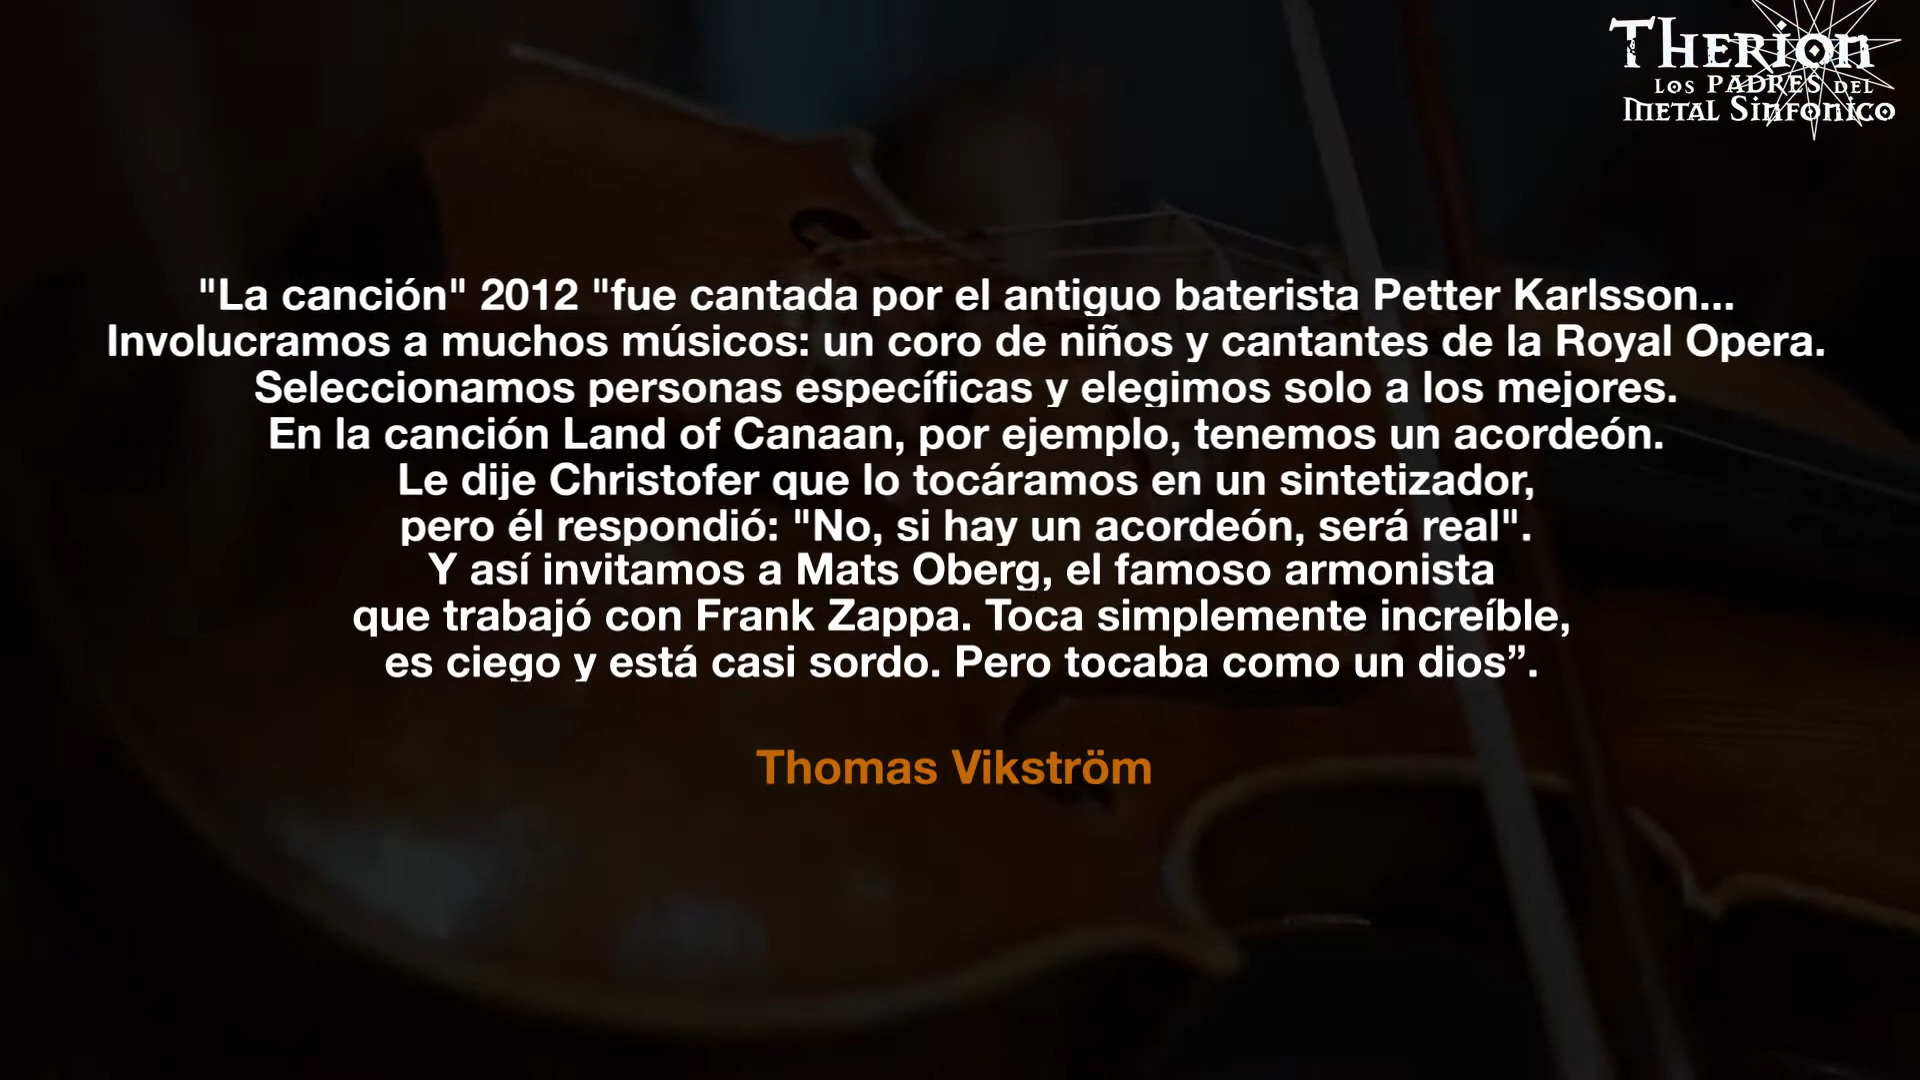 THERION
LOS PADRES DEL
METAL SINFONICO
"La canción" 2012 "fue cantada por el antiguo baterista Petter Karlsson...
Involucramos a muchos músicos: un coro de niños y cantantes de la Royal Opera.
Seleccionamos personas específicas y elegimos solo a los mejores.
En la canción Land of Canaan, por ejemplo, tenemos un acordeón.
Le dije Christofer que lo tocáramos en un sintetizador,
pero él respondió: "No, si hay un acordeón, será real".
Y así invitamos a Mats Oberg, el famoso armonista
que trabajó con Frank Zappa. Toca simplemente increíble,
es ciego y está casi sordo. Pero tocaba como un dios”.
Thomas Vikström